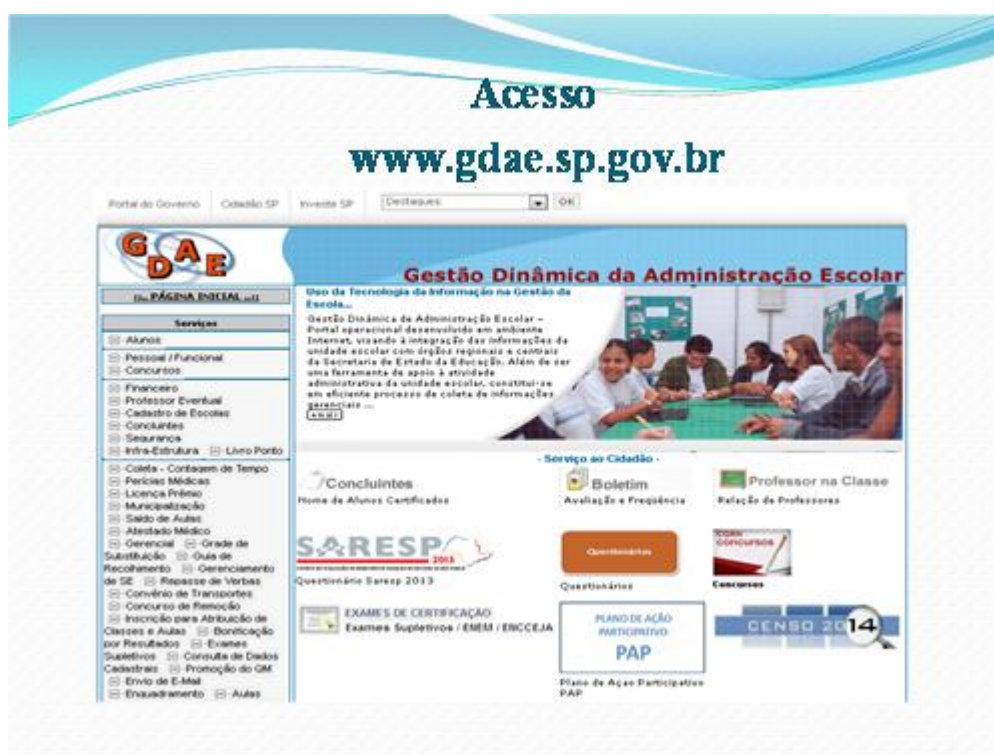 Acesso
www.gdae.sp.gov.br
Portal do Governo Cidadão SP Investe SP Destaques: OK
GDAE
Gestão Dinâmica da Administração Escolar
::.. PÁGINA INICIAL ..::
Serviços
Alunos
Pessoal / Funcional
Concursos
Financeiro
Professor Eventual
Cadastro de Escolas
Concluintes
Segurança
Infra-Estrutura Livro Ponto
Coleta - Contagem de Tempo
Perícias Médicas
Licença Prêmio
Municipalização
Saldo de Aulas
Atestado Médico
Gerencial Grade de
Substituição Guia de
Recolhimento Gerenciamento
de SE Repasse de Verbas
Convênio de Transportes
Concurso de Remoção
Inscrição para Atribuição de
Classes e Aulas Bonificação
por Resultados Exames
Supletivos Consulta de Dados
Cadastrais Promoção do QM
Envio de E-Mail
Enquadramento Aulas
Uso da Tecnologia da Informação na Gestão da
Escola...
Gestão Dinâmica de Administração Escolar –
Portal operacional desenvolvido em ambiente
Internet, visando à integração das informações da
unidade escolar com órgãos regionais e centrais
da Secretaria de Estado da Educação. Além de ser
uma ferramenta de apoio à atividade
administrativa da unidade escolar, constitui-se
em eficiente processo de coleta de informações
gerenciais ...
- Serviço ao Cidadão -
Concluintes
Nome de Alunos Certificados
Boletim
Avaliação e Freqüência
Professor na Classe
Relação de Professores
SARESP
2013
Questionário Saresp 2013
Questionários
Questionários
CONCURSOS
Concursos
EXAMES DE CERTIFICAÇÃO
Exames Supletivos / ENEM / ENCCEJA
PLANO DE AÇÃO
PARTICIPATIVO
PAP
Plano de Açao Participativo
PAP
CENSO 2014